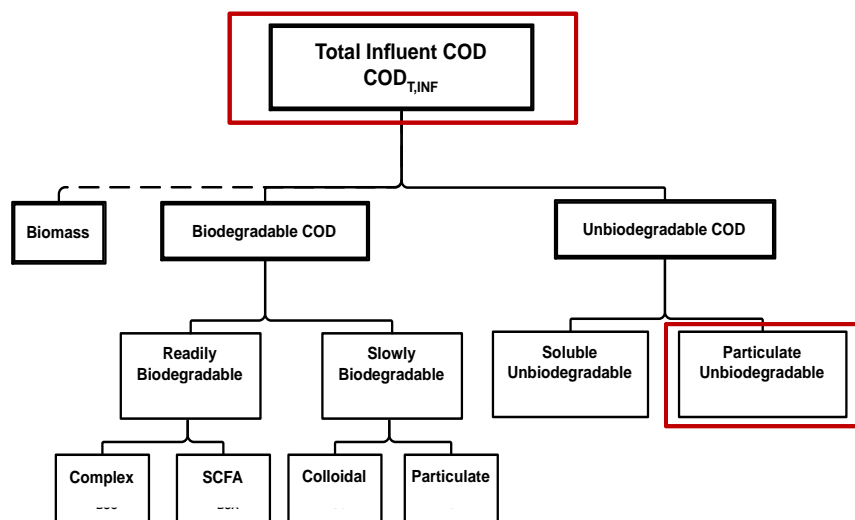 Total Influent COD
COD T,INF
Biomass
Biodegradable COD
Unbiodegradable COD
Readily
Biodegradable
Slowly
Biodegradable
Soluble
Unbiodegradable
Particulate
Unbiodegradable
Complex
SCFA
Colloidal
Particulate